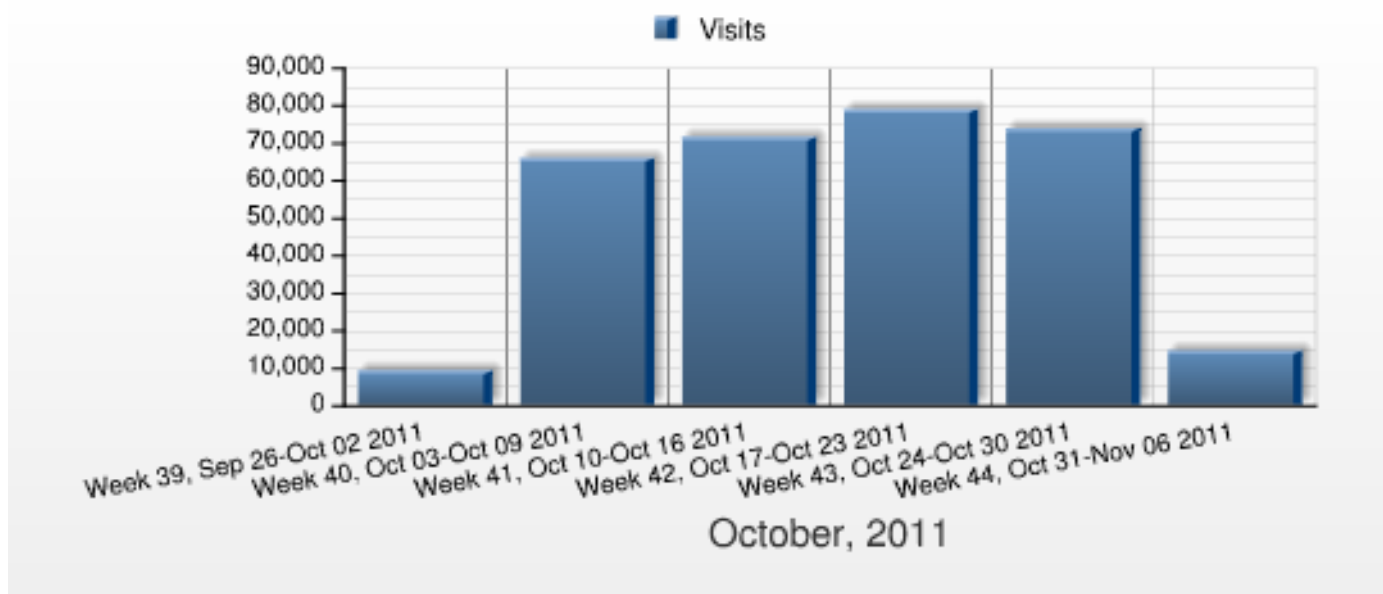 Visits
90,000
80,000
70,000
60,000
50,000
40,000
30,000
20,000
10,000
0
Week 39, Sep 26-Oct 02 2011
Week 40, Oct 03-Oct 09 2011
Week 41, Oct 10-Oct 16 2011
Week 42, Oct 17-Oct 23 2011
Week 43, Oct 24-Oct 30 2011
Week 44, Oct 31-Nov 06 2011
October, 2011